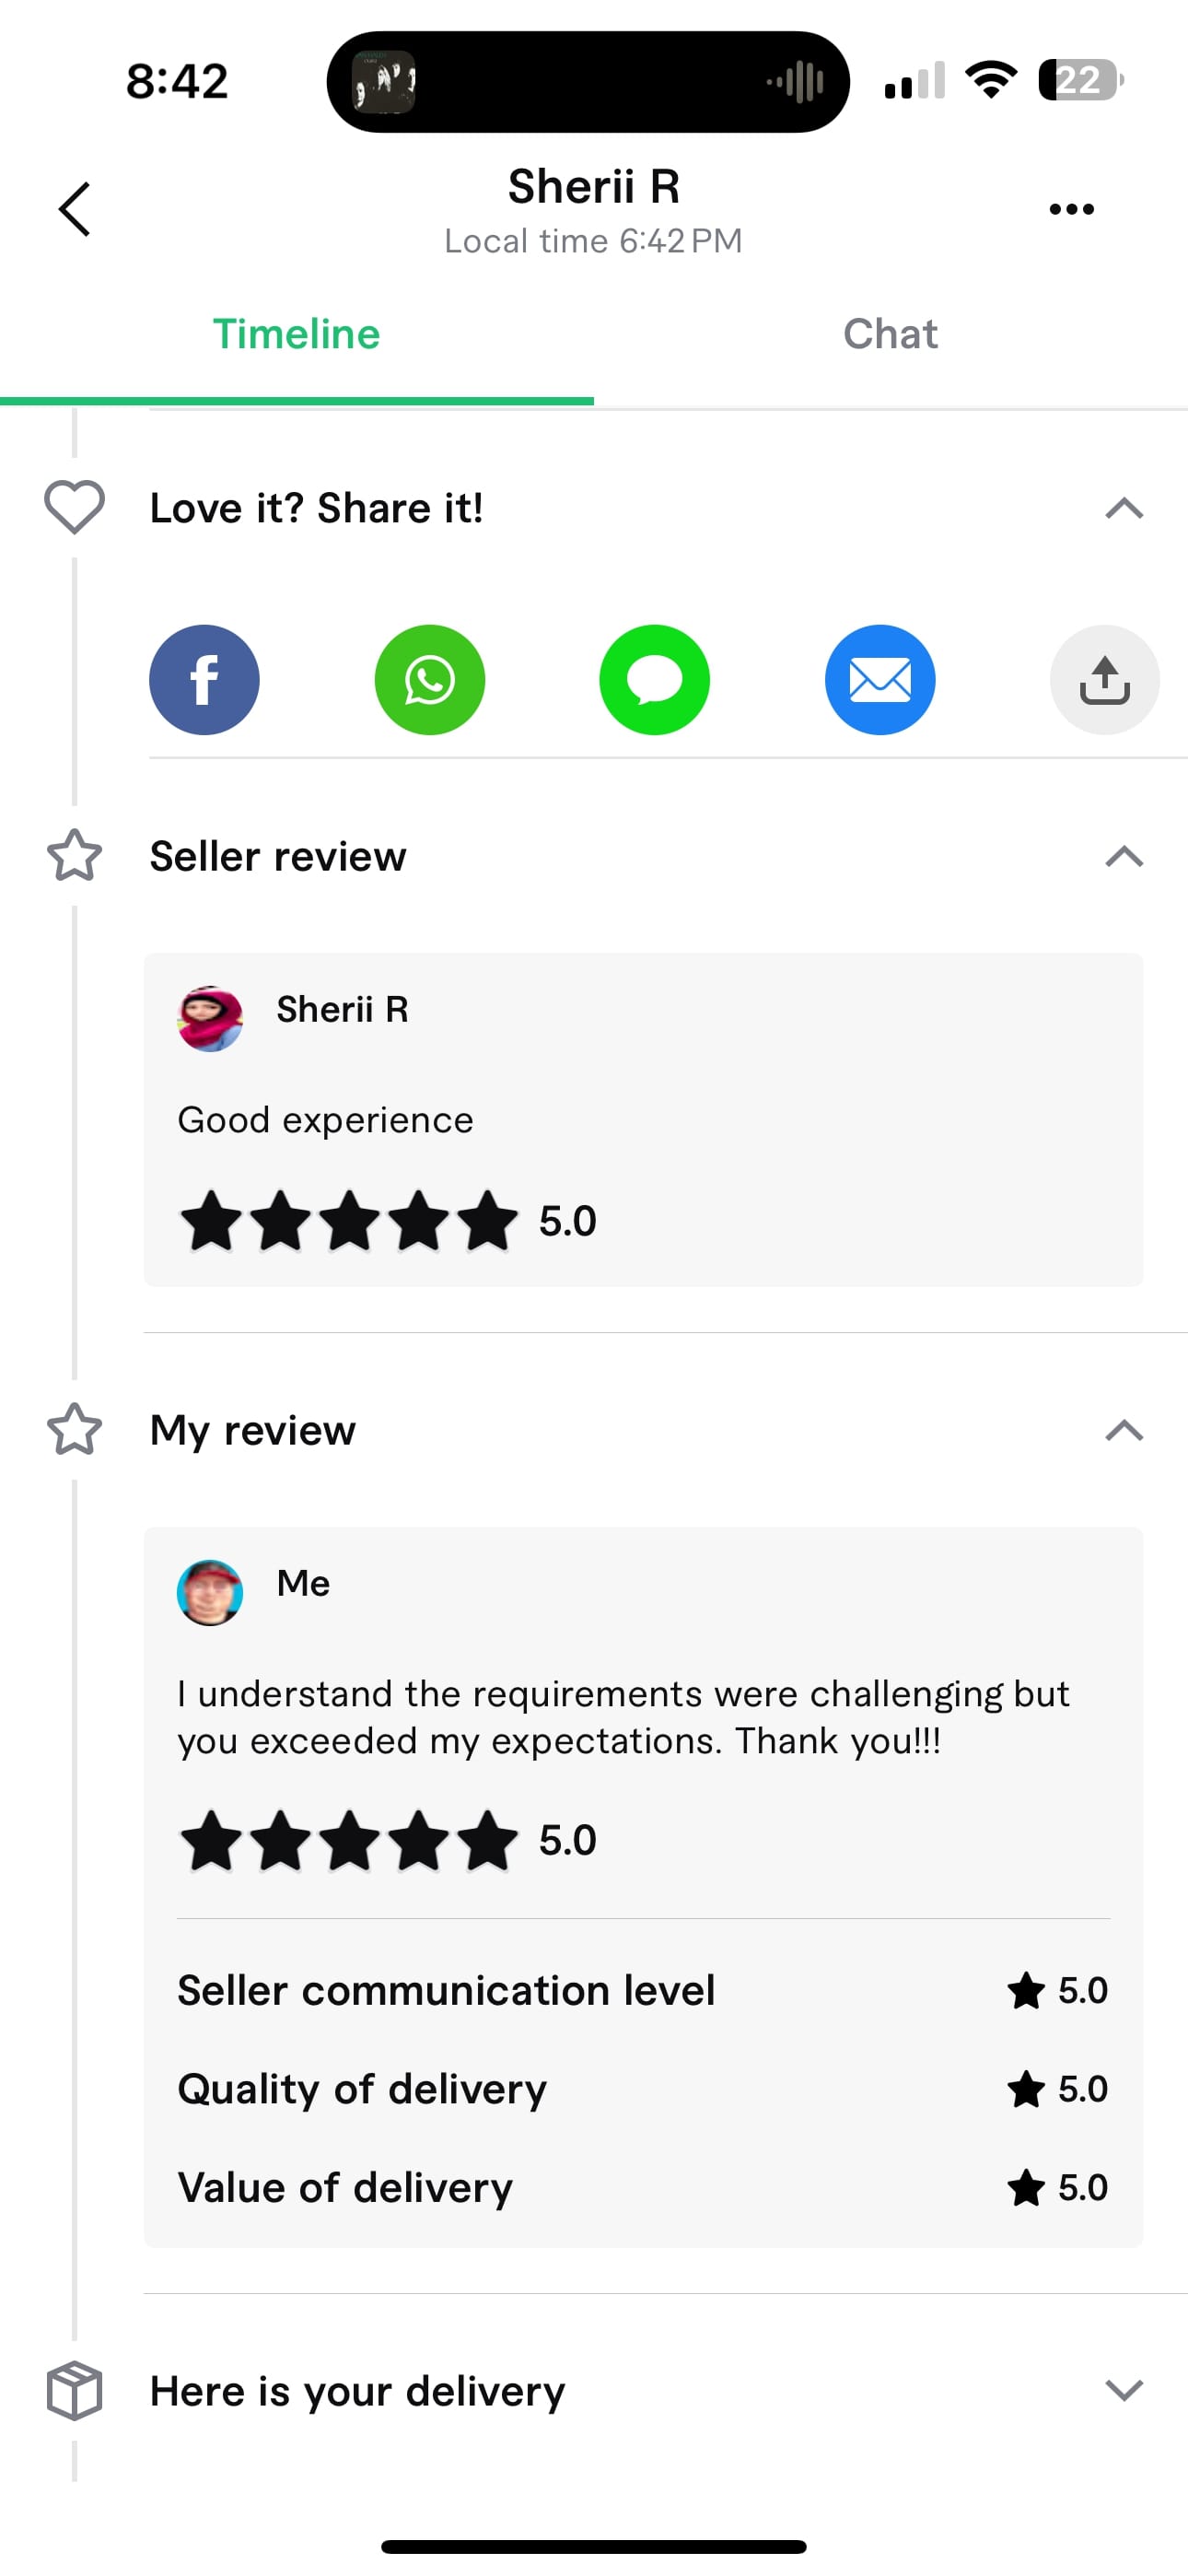 8:42
22
Sherii R
Local time 6:42 PM
Timeline
Chat
Love it? Share it!
Seller review
Sherii R
Good experience
5.0
My review
Me
I understand the requirements were challenging but
you exceeded my expectations. Thank you!!!
5.0
Seller communication level
5.0
Quality of delivery
5.0
Value of delivery
5.0
Here is your delivery